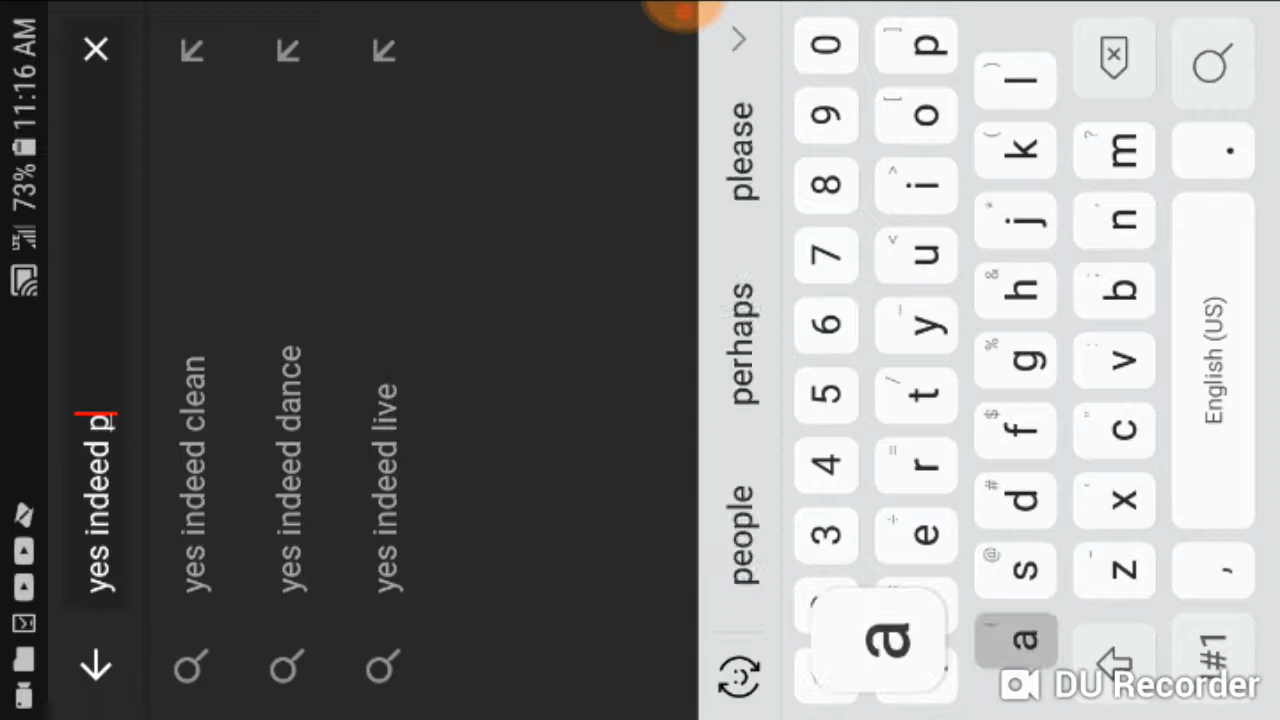 73% 11:16 AM
yes indeed p
yes indeed clean
yes indeed dance
yes indeed live
people perhaps please
3 4 5 6 7 8 9 0
e r t y u i o p
a
a s d f g h j k l
z x c v b n m
!#1 , English (US) .
DU Recorder